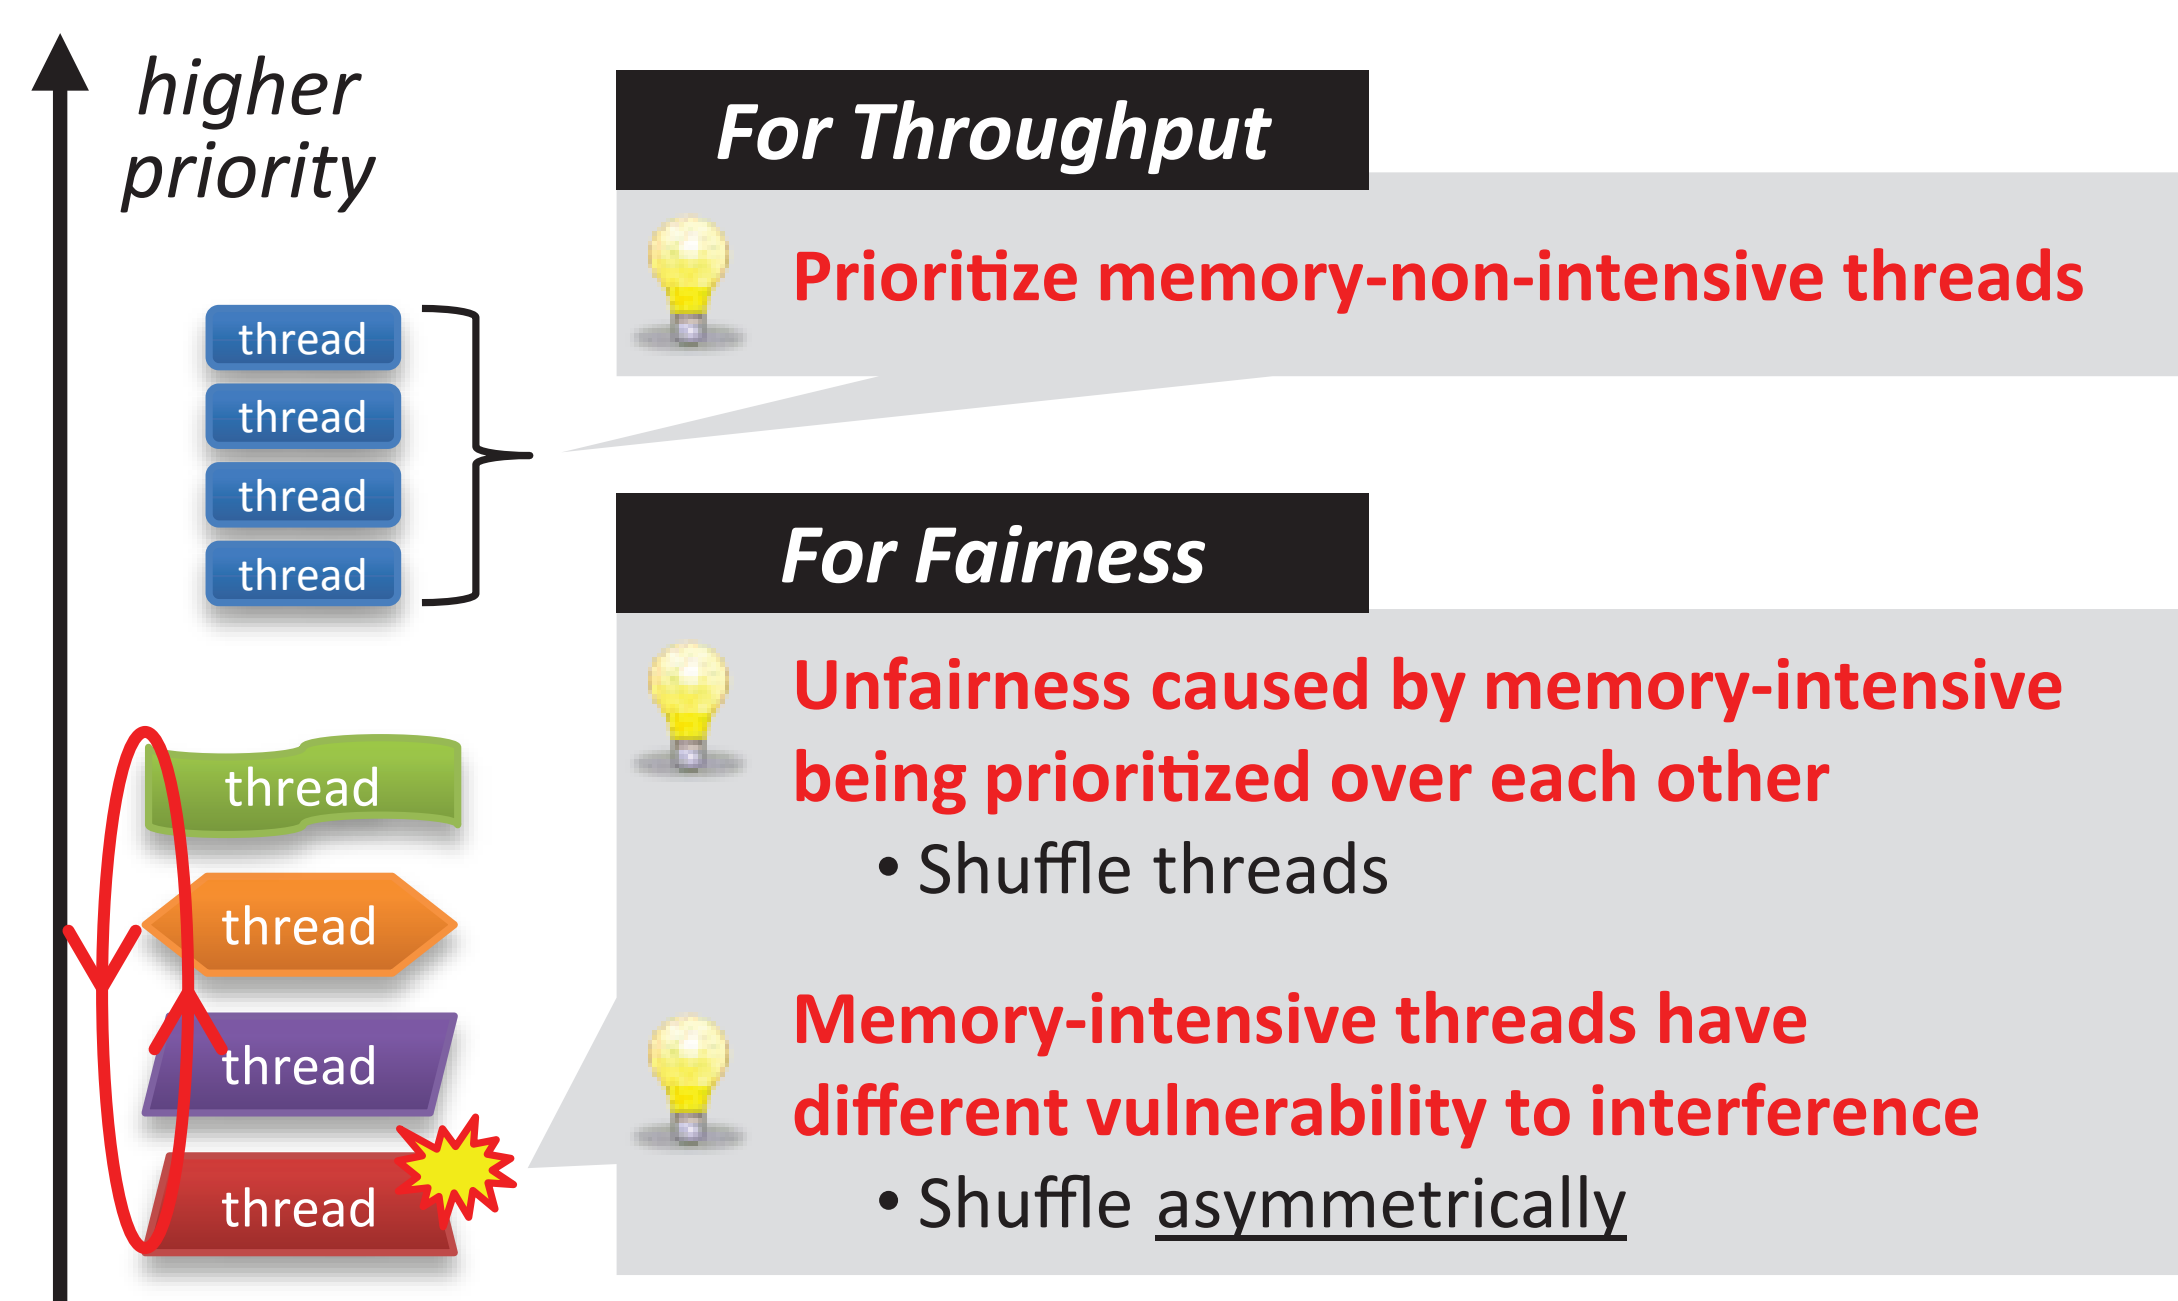 higher
priority
For Throughput
Prioritize memory-non-intensive threads
thread
thread
thread
thread
For Fairness
Unfairness caused by memory-intensive
being prioritized over each other
• Shuffle threads
thread
thread
thread
thread
Memory-intensive threads have
different vulnerability to interference
• Shuffle asymmetrically